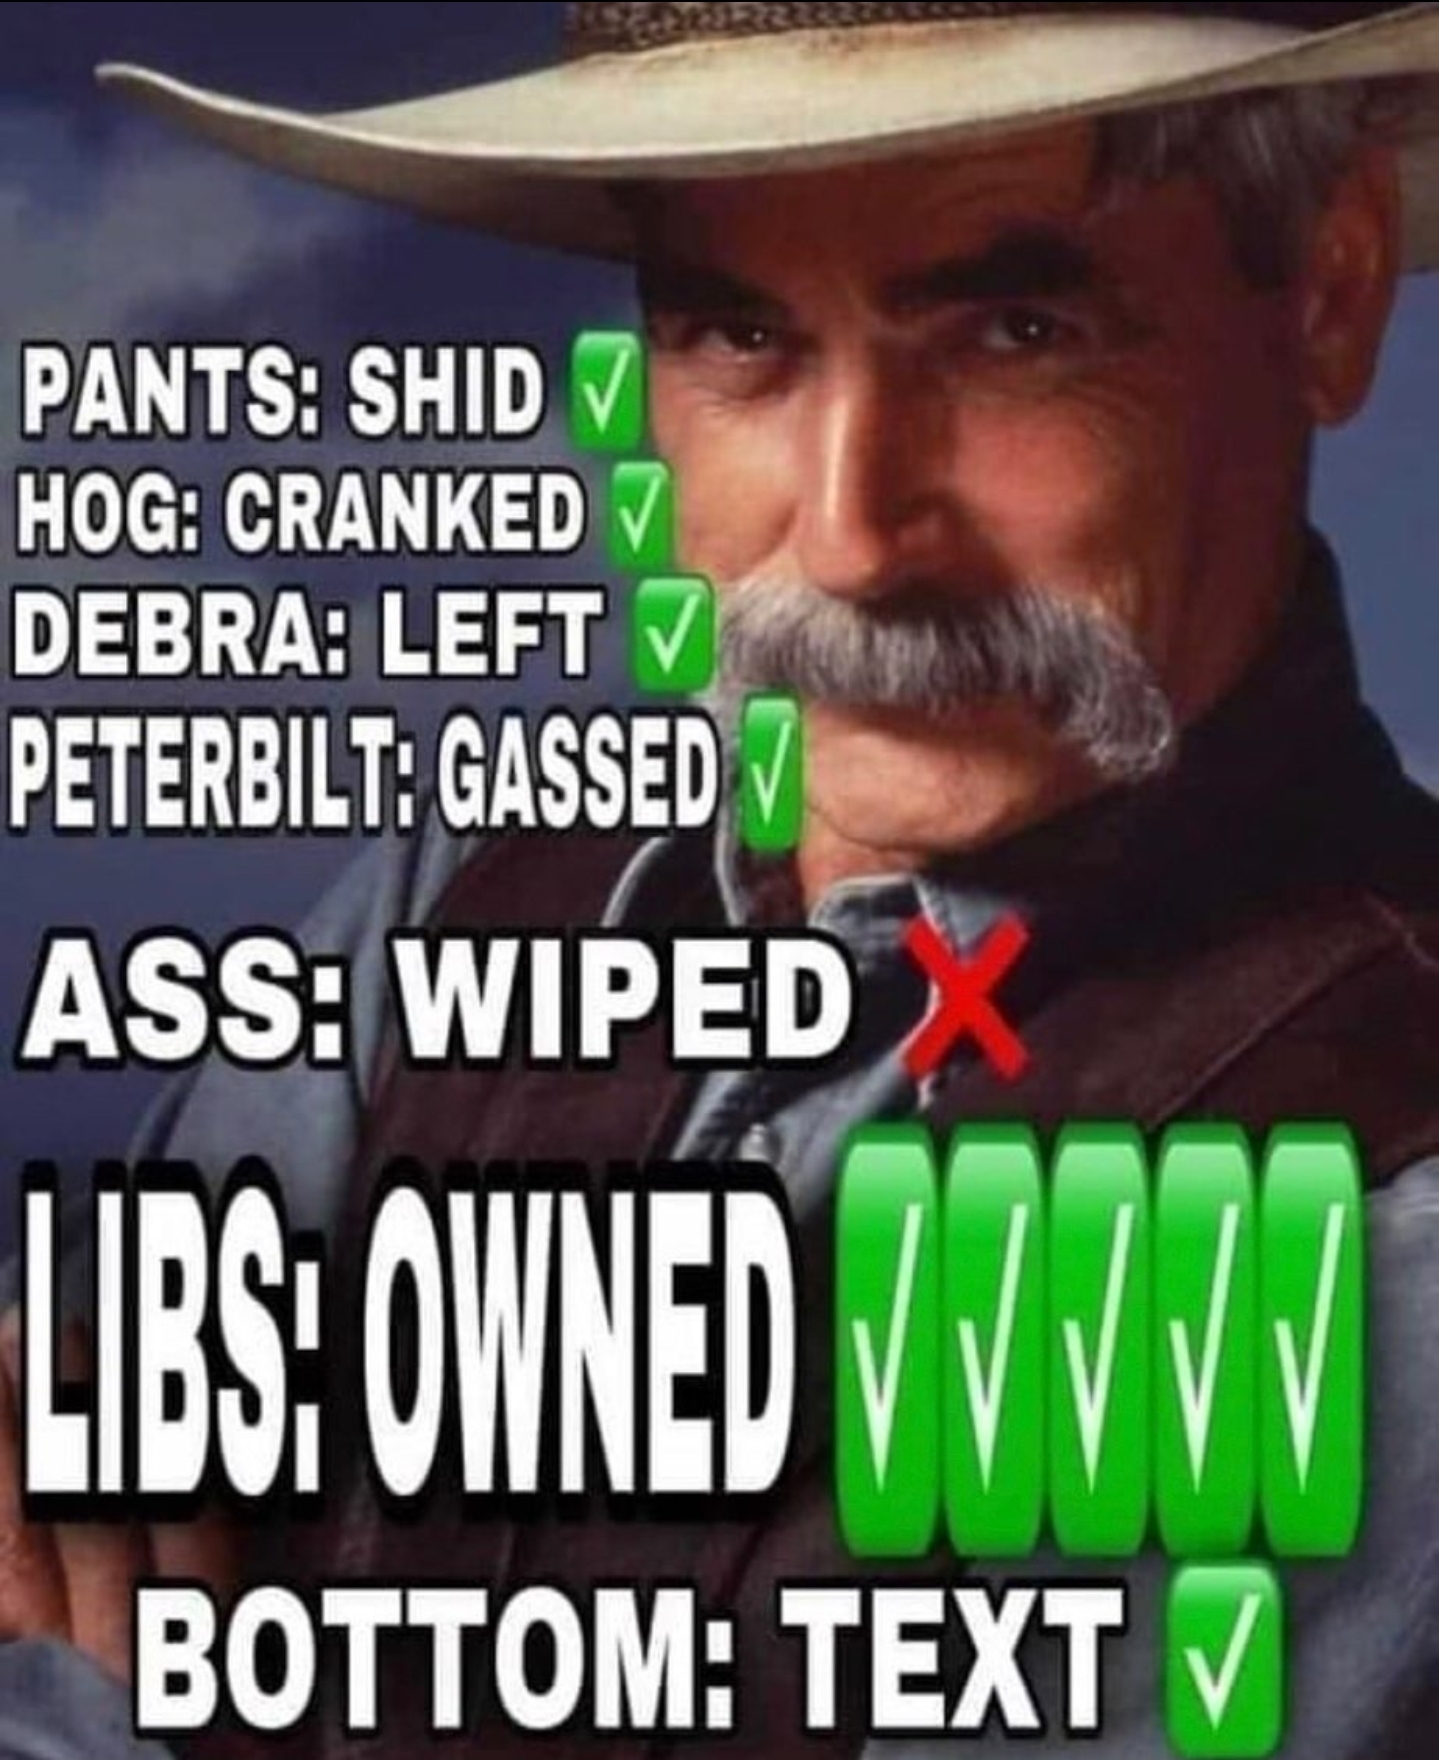 PANTS: SHID ✅
HOG: CRANKED ✅
DEBRA: LEFT ✅
PETERBILT: GASSED ✅
ASS: WIPED ❌
LIBS: OWNED ✅✅✅✅✅
BOTTOM: TEXT ✅